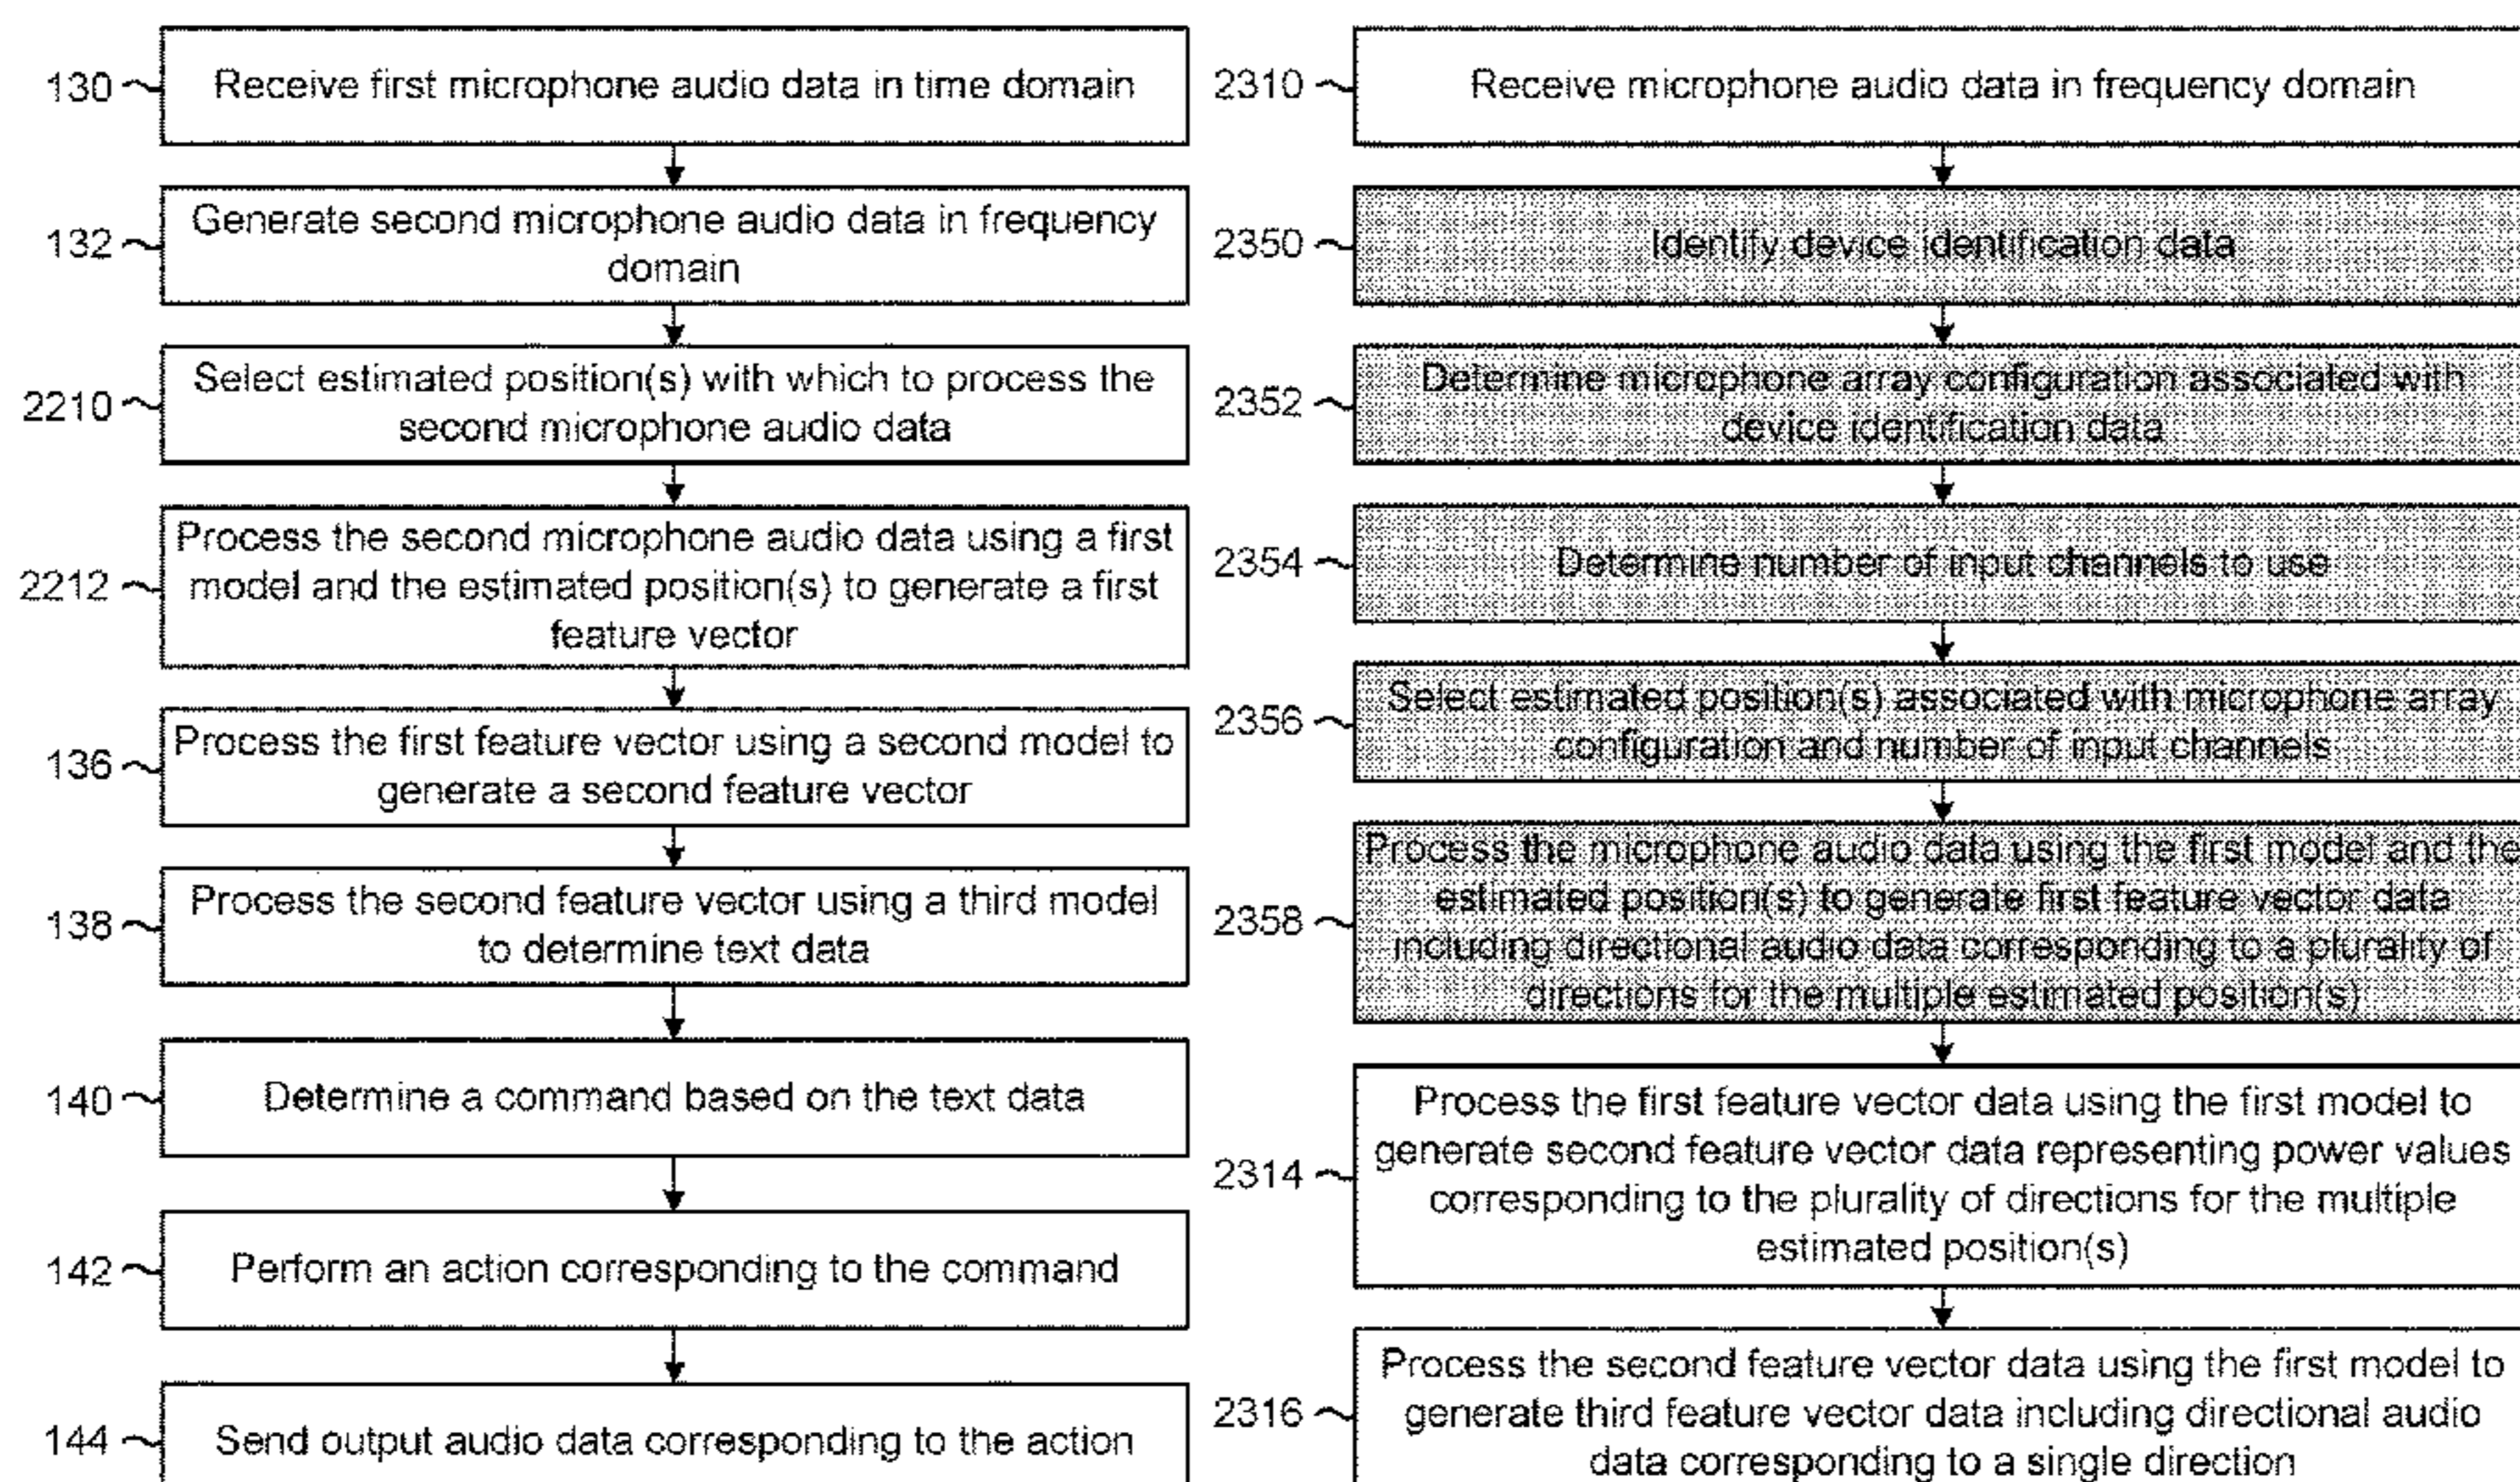 130
Receive first microphone audio data in time domain
132
Generate second microphone audio data in frequency
domain
2210
Select estimated position(s) with which to process the
second microphone audio data
2212
Process the second microphone audio data using a first
model and the estimated position(s) to generate a first
feature vector
136
Process the first feature vector using a second model to
generate a second feature vector
138
Process the second feature vector using a third model
to determine text data
140
Determine a command based on the text data
142
Perform an action corresponding to the command
144
Send output audio data corresponding to the action
2310
Receive microphone audio data in frequency domain
2350
Identify device identification data
2352
Determine microphone array configuration associated with
device identification data
2354
Determine number of input channels to use
2356
Select estimated position(s) associated with microphone array
configuration and number of input channels
2358
Process the microphone audio data using the first model and the
estimated position(s) to generate first feature vector data
including directional audio data corresponding to a plurality of
directions for the multiple estimated position(s)
2314
Process the first feature vector data using the first model to
generate second feature vector data representing power values
corresponding to the plurality of directions for the multiple
estimated position(s)
2316
Process the second feature vector data using the first model to
generate third feature vector data including directional audio
data corresponding to a single direction